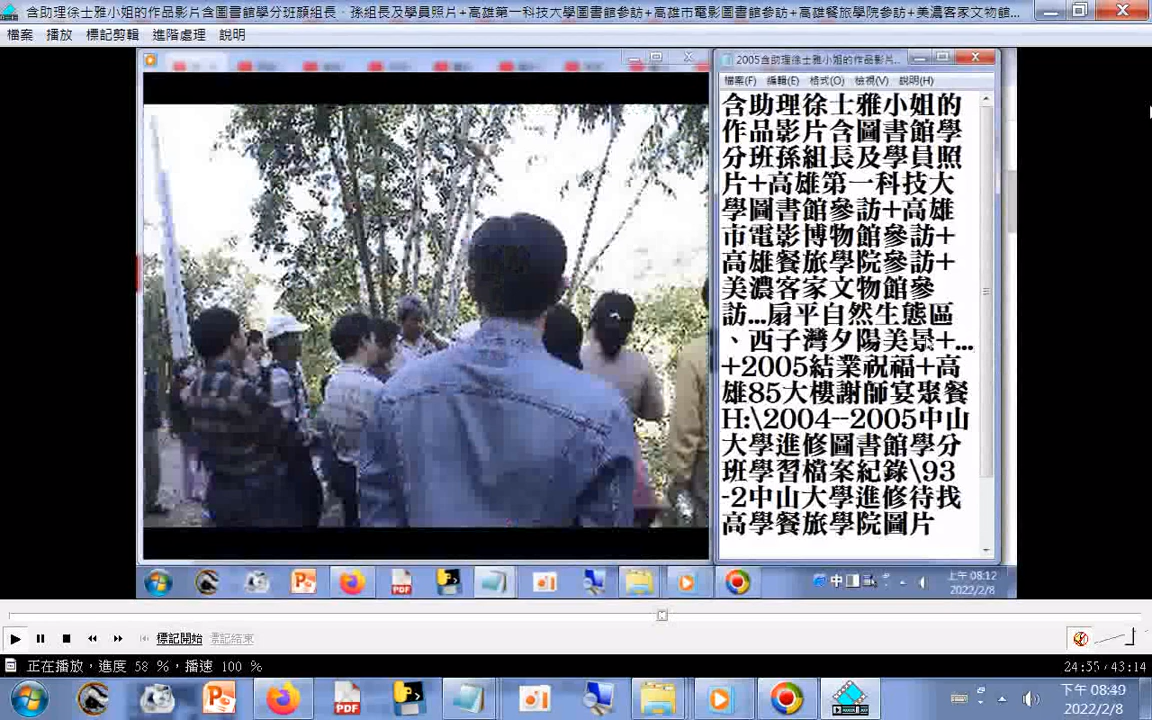 含助理徐士雅小姐的作品影片含圖書館學分班顏組長、孫組長及學員照片+高雄第一科技大學圖書館參訪+高雄市電影圖書館參訪+高雄餐旅學院參訪+美濃客家文物館...
檔案 播放 標記剪輯 進階處理 說明
2005含助理徐士雅小姐的作品影片...
檔案(F) 編輯(E) 格式(O) 檢視(V) 說明(H)
含助理徐士雅小姐的
作品影片含圖書館學
分班孫組長及學員照
片+高雄第一科技大
學圖書館參訪+高雄
市電影博物館參訪+
高雄餐旅學院參訪+
美濃客家文物館參
訪...扇平自然生態區
、西子灣夕陽美景+...
+2005結業祝福+高
雄85大樓謝師宴聚餐
H:\2004--2005中山
大學進修圖書館學分
班學習檔案紀錄\93
-2中山大學進修待找
高學餐旅學院圖片
中
上午 08:12
2022/2/8
標記開始 標記結束
正在播放，進度 58 %，播速 100 %
24:55 / 43:14
下午 08:49
2022/2/8